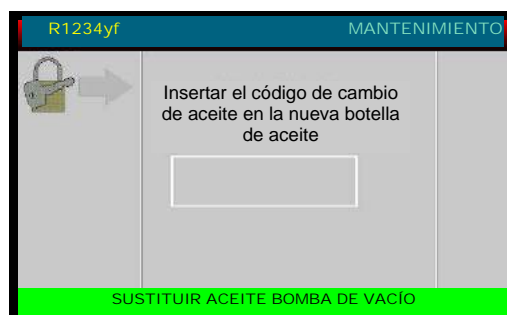 R1234yf MANTENIMIENTO
Insertar el código de cambio
de aceite en la nueva botella
de aceite
SUSTITUIR ACEITE BOMBA DE VACÍO